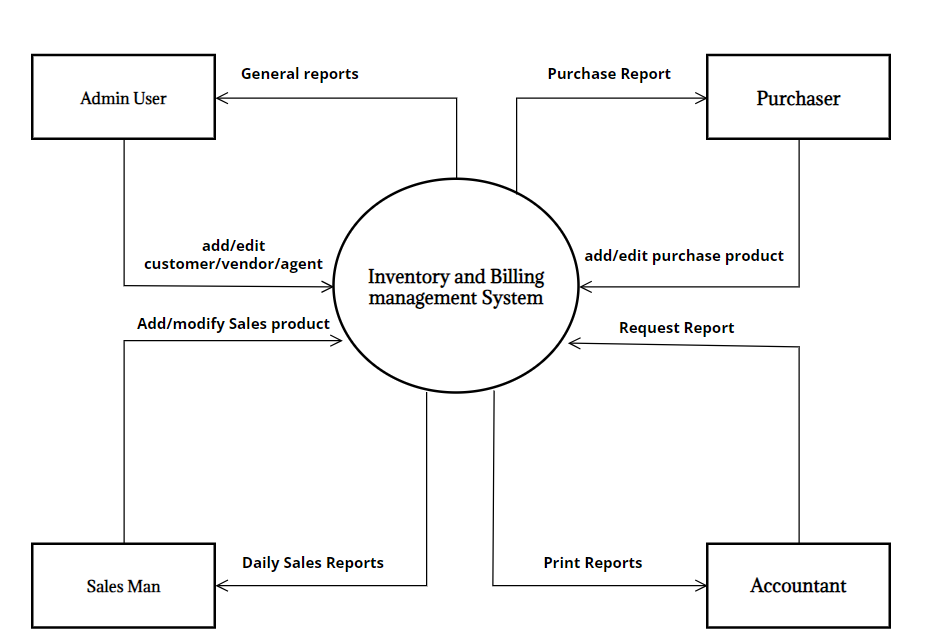 General reports
Purchase Report
Admin User
Purchaser
add/edit
customer/vendor/agent
add/edit purchase product
Inventory and Billing
management System
Add/modify Sales product
Request Report
Daily Sales Reports
Print Reports
Sales Man
Accountant